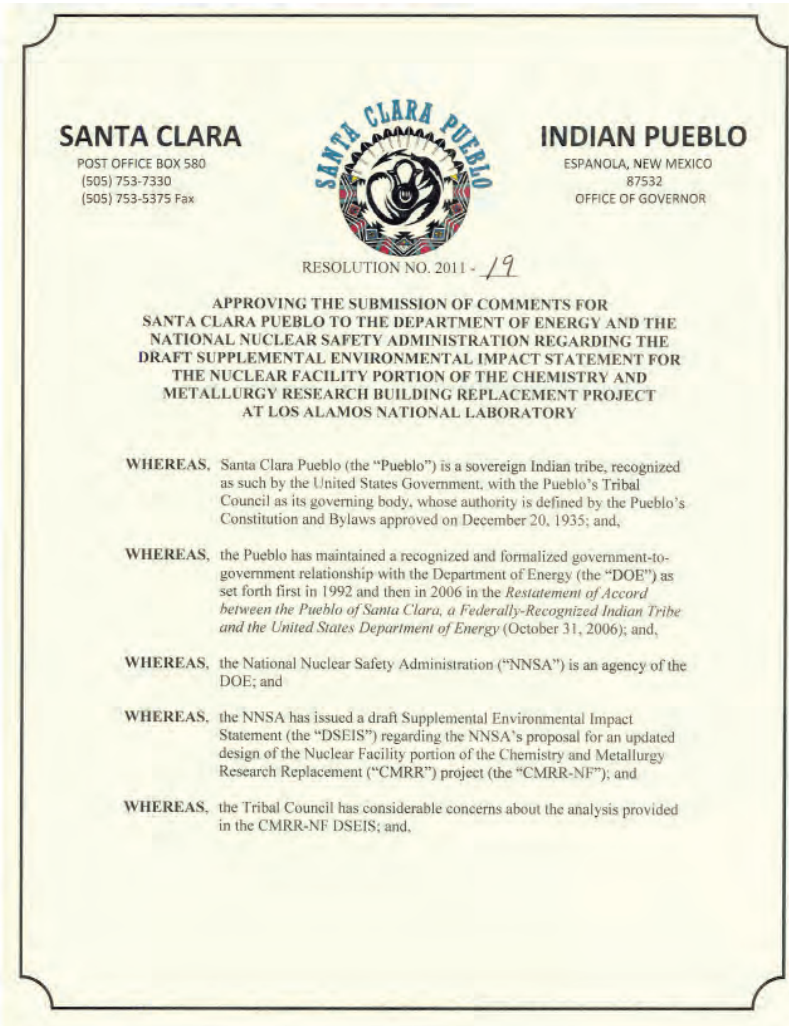 SANTA CLARA
POST OFFICE BOX 580
(505) 753-7330
(505) 753-5375 Fax
SANTA CLARA PUEBLO
INDIAN PUEBLO
ESPANOLA, NEW MEXICO
87532
OFFICE OF GOVERNOR
RESOLUTION NO. 2011 - 19
APPROVING THE SUBMISSION OF COMMENTS FOR
SANTA CLARA PUEBLO TO THE DEPARTMENT OF ENERGY AND THE
NATIONAL NUCLEAR SAFETY ADMINISTRATION REGARDING THE
DRAFT SUPPLEMENTAL ENVIRONMENTAL IMPACT STATEMENT FOR
THE NUCLEAR FACILITY PORTION OF THE CHEMISTRY AND
METALLURGY RESEARCH BUILDING REPLACEMENT PROJECT
AT LOS ALAMOS NATIONAL LABORATORY
WHEREAS, Santa Clara Pueblo (the “Pueblo”) is a sovereign Indian tribe, recognized
as such by the United States Government, with the Pueblo’s Tribal
Council as its governing body, whose authority is defined by the Pueblo’s
Constitution and Bylaws approved on December 20, 1935; and,
WHEREAS, the Pueblo has maintained a recognized and formalized government-to-
government relationship with the Department of Energy (the “DOE”) as
set forth first in 1992 and then in 2006 in the Restatement of Accord
between the Pueblo of Santa Clara, a Federally-Recognized Indian Tribe
and the United States Department of Energy (October 31, 2006); and,
WHEREAS, the National Nuclear Safety Administration (“NNSA”) is an agency of the
DOE; and
WHEREAS, the NNSA has issued a draft Supplemental Environmental Impact
Statement (the “DSEIS”) regarding the NNSA’s proposal for an updated
design of the Nuclear Facility portion of the Chemistry and Metallurgy
Research Replacement (“CMRR”) project (the “CMRR-NF”); and
WHEREAS, the Tribal Council has considerable concerns about the analysis provided
in the CMRR-NF DSEIS; and,